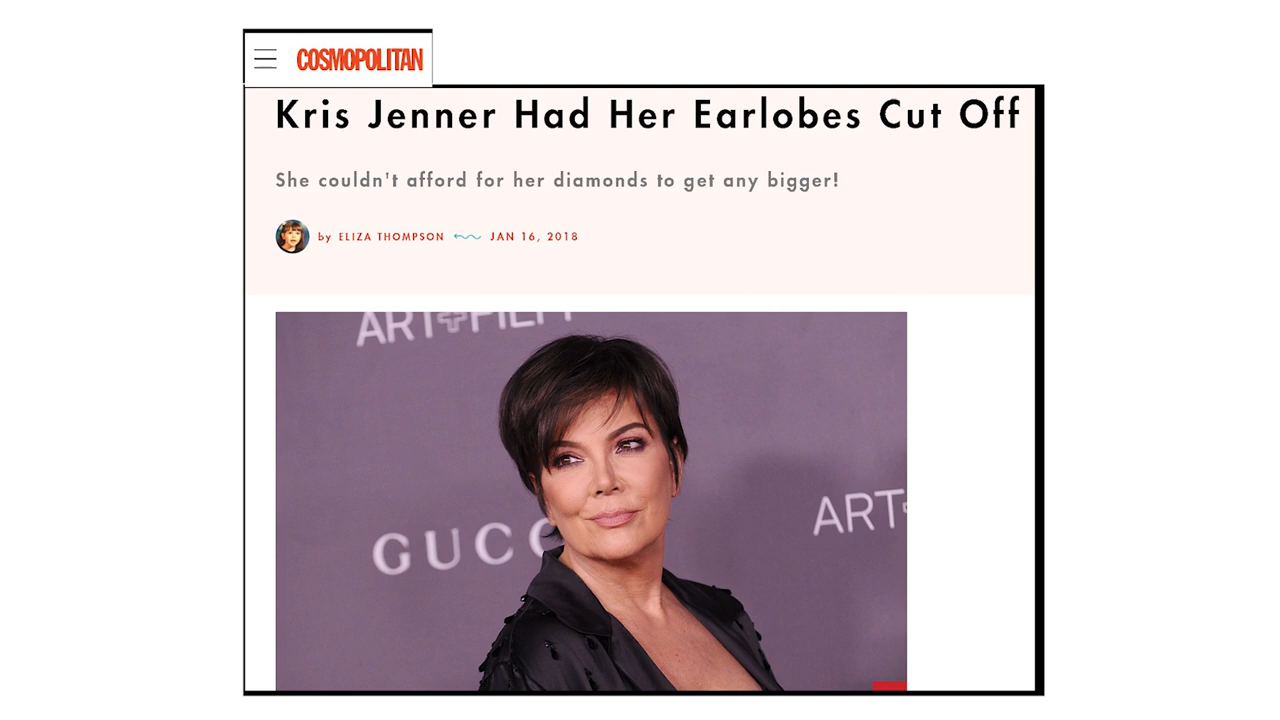 COSMOPOLITAN
Kris Jenner Had Her Earlobes Cut Off
She couldn't afford for her diamonds to get any bigger!
by ELIZA THOMPSON JAN 16, 2018
ART+FILM
GUCC
ART+